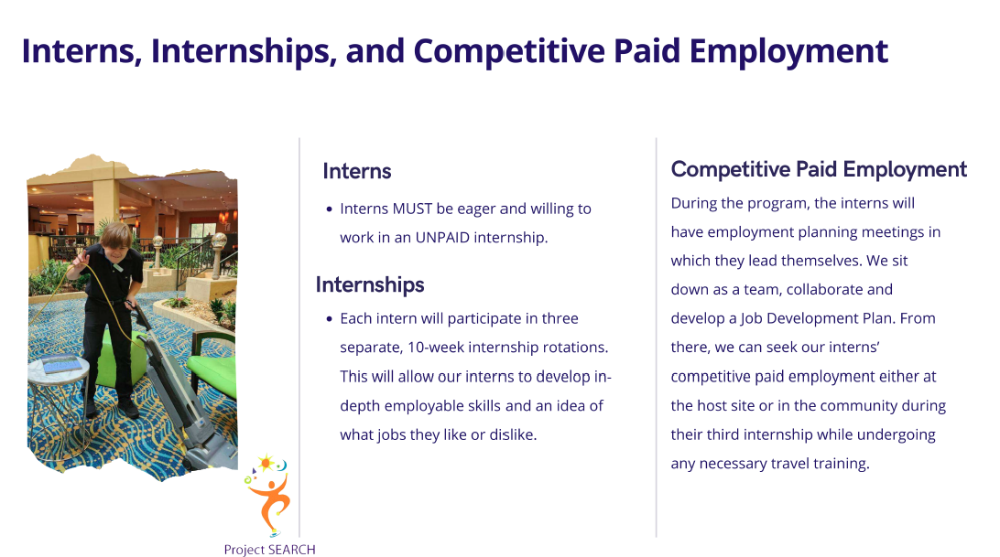 Interns, Internships, and Competitive Paid Employment
Interns
• Interns MUST be eager and willing to
work in an UNPAID internship.
Internships
• Each intern will participate in three
separate, 10-week internship rotations.
This will allow our interns to develop in-
depth employable skills and an idea of
what jobs they like or dislike.
Competitive Paid Employment
During the program, the interns will
have employment planning meetings in
which they lead themselves. We sit
down as a team, collaborate and
develop a Job Development Plan. From
there, we can seek our interns’
competitive paid employment either at
the host site or in the community during
their third internship while undergoing
any necessary travel training.
Project SEARCH